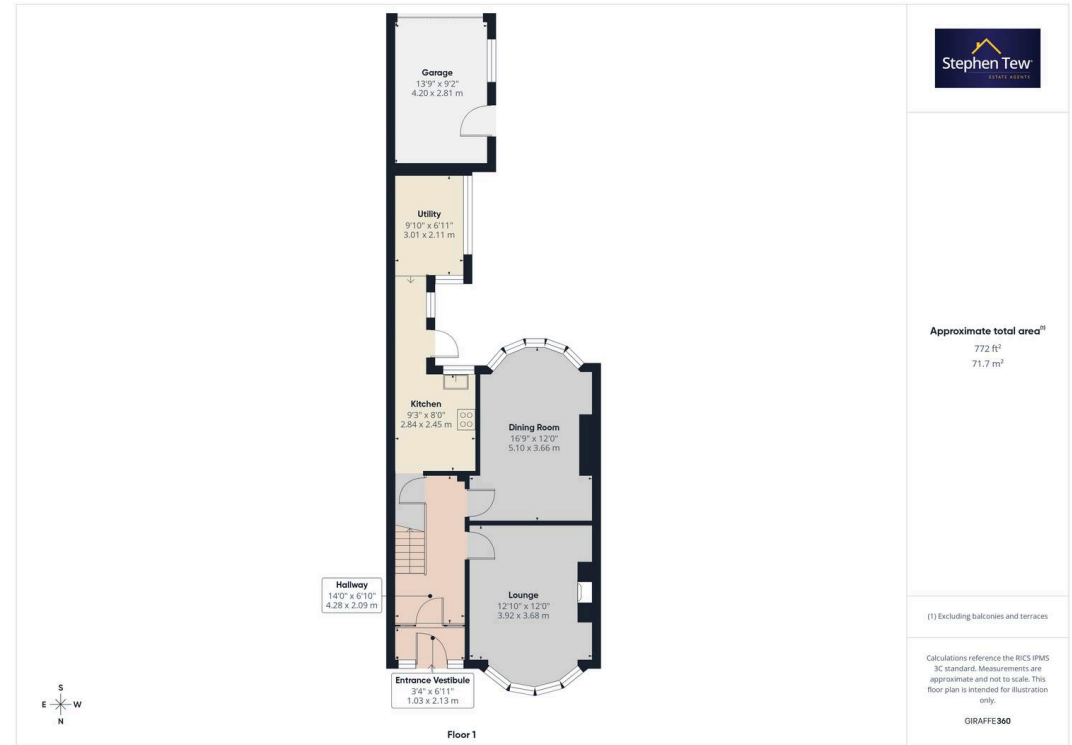 Garage
13'9" x 9'2"
4.20 x 2.81 m
Utility
9'10" x 6'11"
3.01 x 2.11 m
Kitchen
9'3" x 8'0"
2.84 x 2.45 m
Dining Room
16'9" x 12'0"
5.10 x 3.66 m
Hallway
14'0" x 6'10"
4.28 x 2.09 m
Lounge
12'10" x 12'0"
3.92 x 3.68 m
Entrance Vestibule
3'4" x 6'11"
1.03 x 2.13 m
S
E W
N
Floor 1
Stephen Tew
ESTATE AGENTS
Approximate total area(1)
772 ft²
71.7 m²
(1) Excluding balconies and terraces
Calculations reference the RICS IPMS
3C standard. Measurements are
approximate and not to scale. This
floor plan is intended for illustration
only.
GIRAFFE360